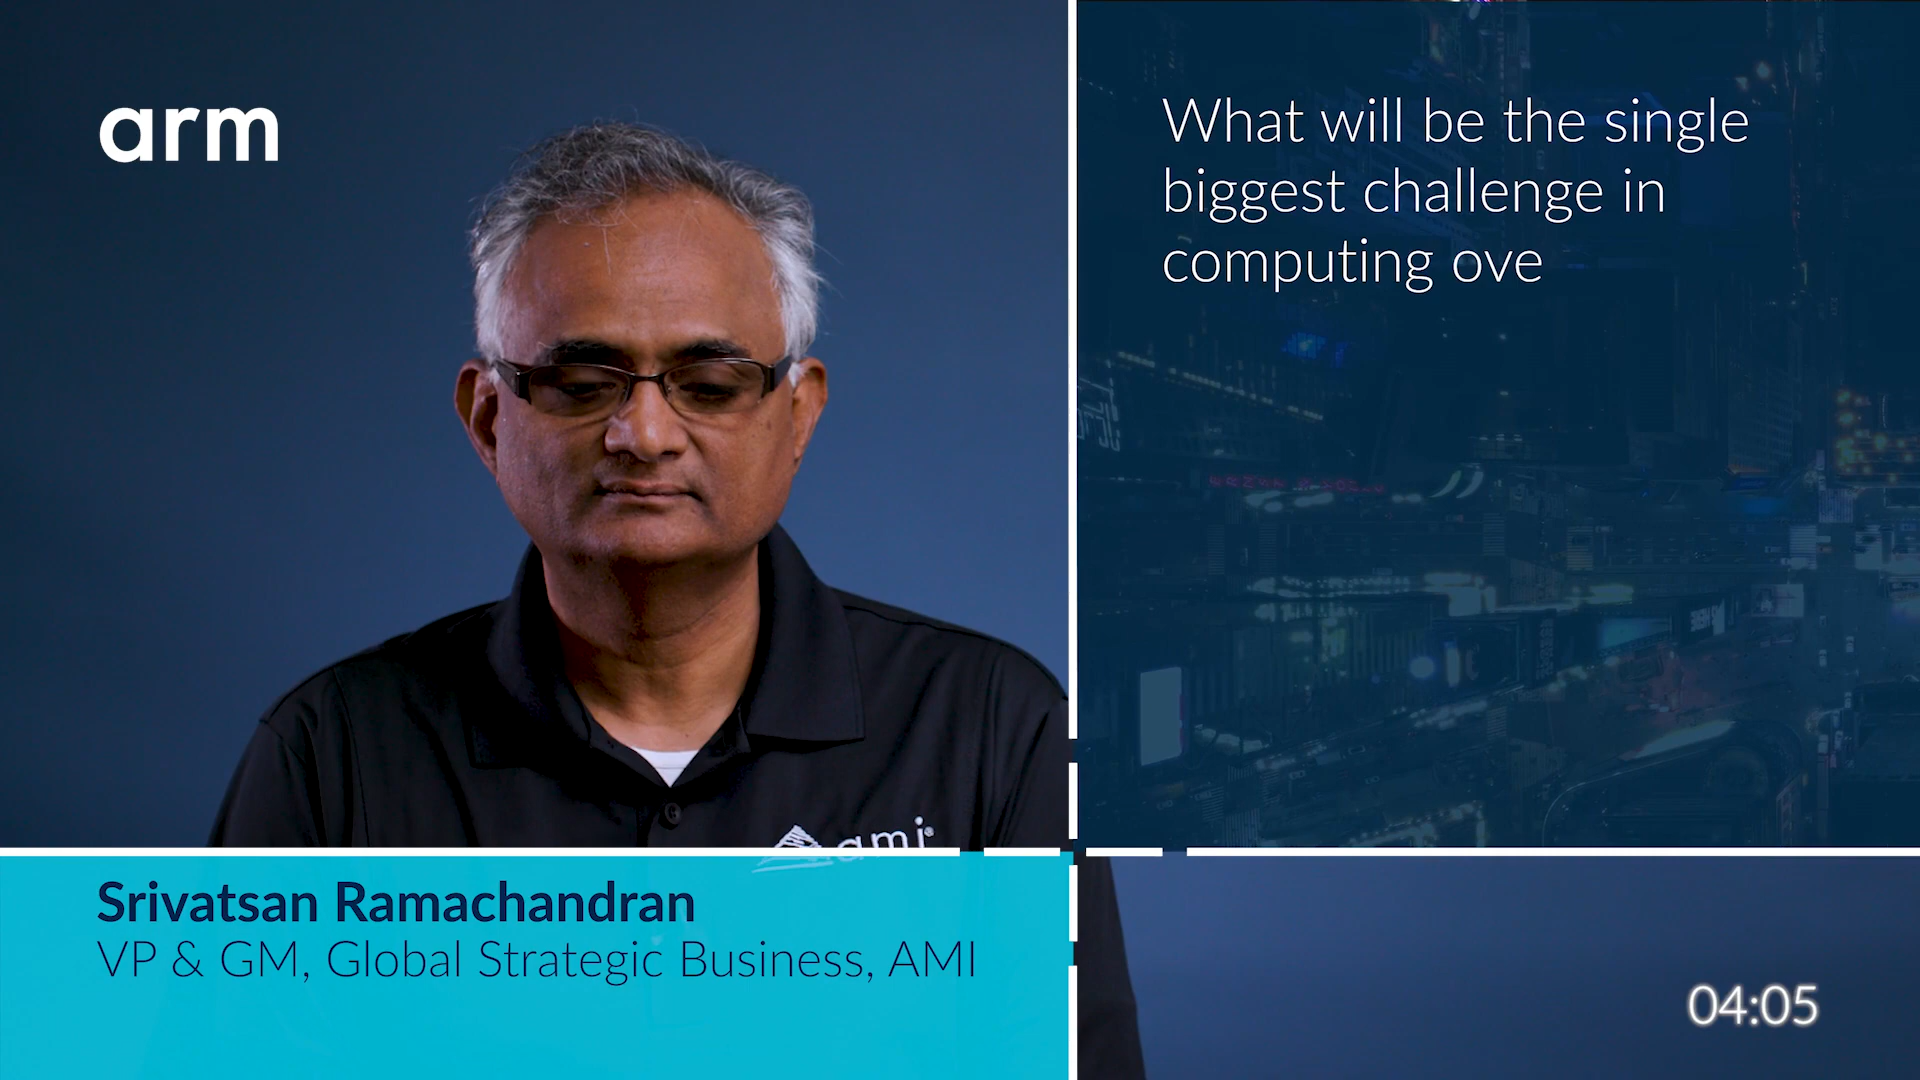 arm
What will be the single
biggest challenge in
computing ove
ami®
Srivatsan Ramachandran
VP & GM, Global Strategic Business, AMI
04:05